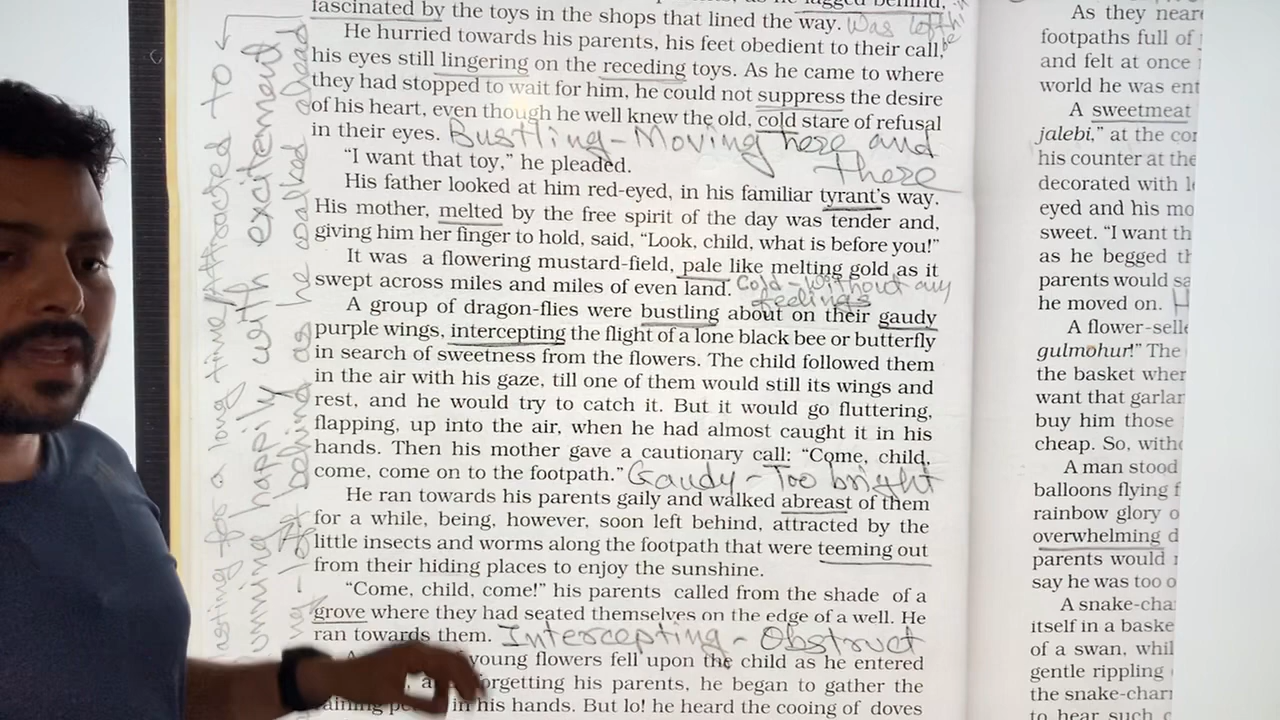 fascinated by the toys in the shops that lined the way. Was left
He hurried towards his parents, his feet obedient to their call,
his eyes still lingering on the receding toys. As he came to where
they had stopped to wait for him, he could not suppress the desire
of his heart, even though he well knew the old, cold stare of refusal
in their eyes. Bustling - Moving here and
there
"I want that toy," he pleaded.
His father looked at him red-eyed, in his familiar tyrant's way.
His mother, melted by the free spirit of the day was tender and,
giving him her finger to hold, said, "Look, child, what is before you!"
It was a flowering mustard-field, pale like melting gold as it
swept across miles and miles of even land. Cold - Without any
feelings
A group of dragon-flies were bustling about on their gaudy
purple wings, intercepting the flight of a lone black bee or butterfly
in search of sweetness from the flowers. The child followed them
in the air with his gaze, till one of them would still its wings and
rest, and he would try to catch it. But it would go fluttering,
flapping, up into the air, when he had almost caught it in his
hands. Then his mother gave a cautionary call: "Come, child,
come, come on to the footpath." Gaudy - Too bright
He ran towards his parents gaily and walked abreast of them
for a while, being, however, soon left behind, attracted by the
little insects and worms along the footpath that were teeming out
from their hiding places to enjoy the sunshine.
"Come, child, come!" his parents called from the shade of a
grove where they had seated themselves on the edge of a well. He
ran towards them. Intercepting - Obstruct
young flowers fell upon the child as he entered
forgetting his parents, he began to gather the
in his hands. But lo! he heard the cooing of doves
for a long time/Attracted to
happily with excitement
behind as he walked ahead
As they
footpaths full of
and felt at once
world he was
A sweetmeat
jalebi," at the
his counter at the
decorated with
eyed and his
sweet. "I want
as he begged
parents would
he moved on.
A
gulmohur!" The
the basket
want that
buy him those
cheap. So,
A man stood
balloons flying
rainbow glory
overwhelming
parents would
say he was too
A
itself in a
of a swan,
gentle rippling
the
to hear such